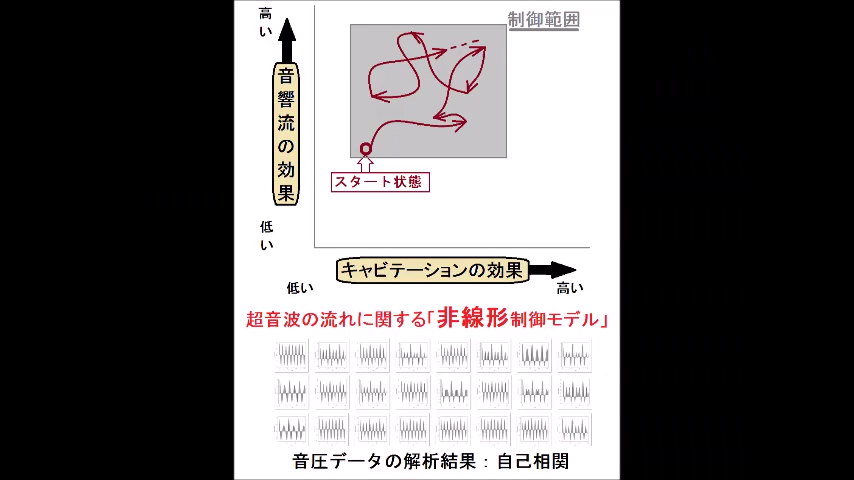 高い
制御範囲
音響流の効果
スタート状態
低い
キャビテーションの効果
低い
高い
超音波の流れに関する「非線形制御モデル」
音圧データの解析結果：自己相関